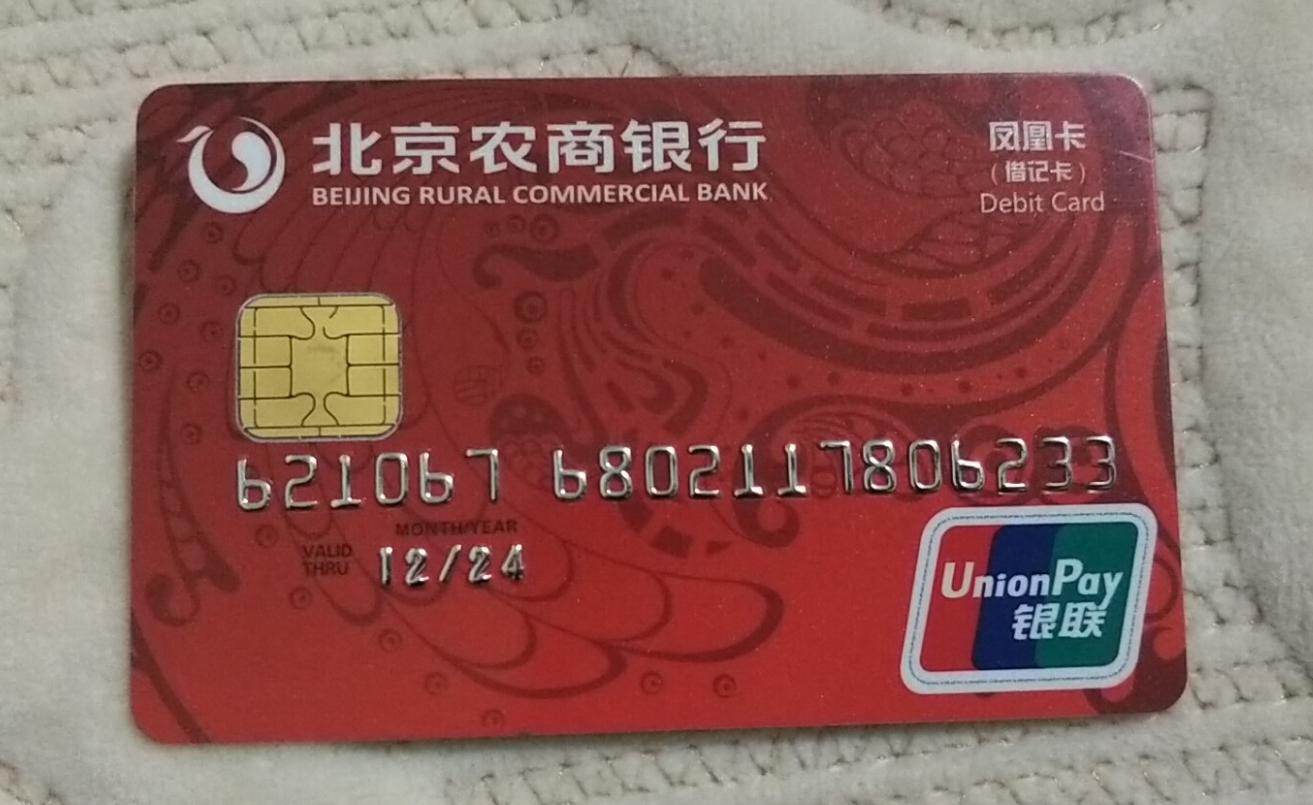 北京农商银行
BEIJING RURAL COMMERCIAL BANK
凤凰卡
（借记卡）
Debit Card
621067 6802117806233
MONTH/YEAR
VALID THRU
12/24
UnionPay
银联